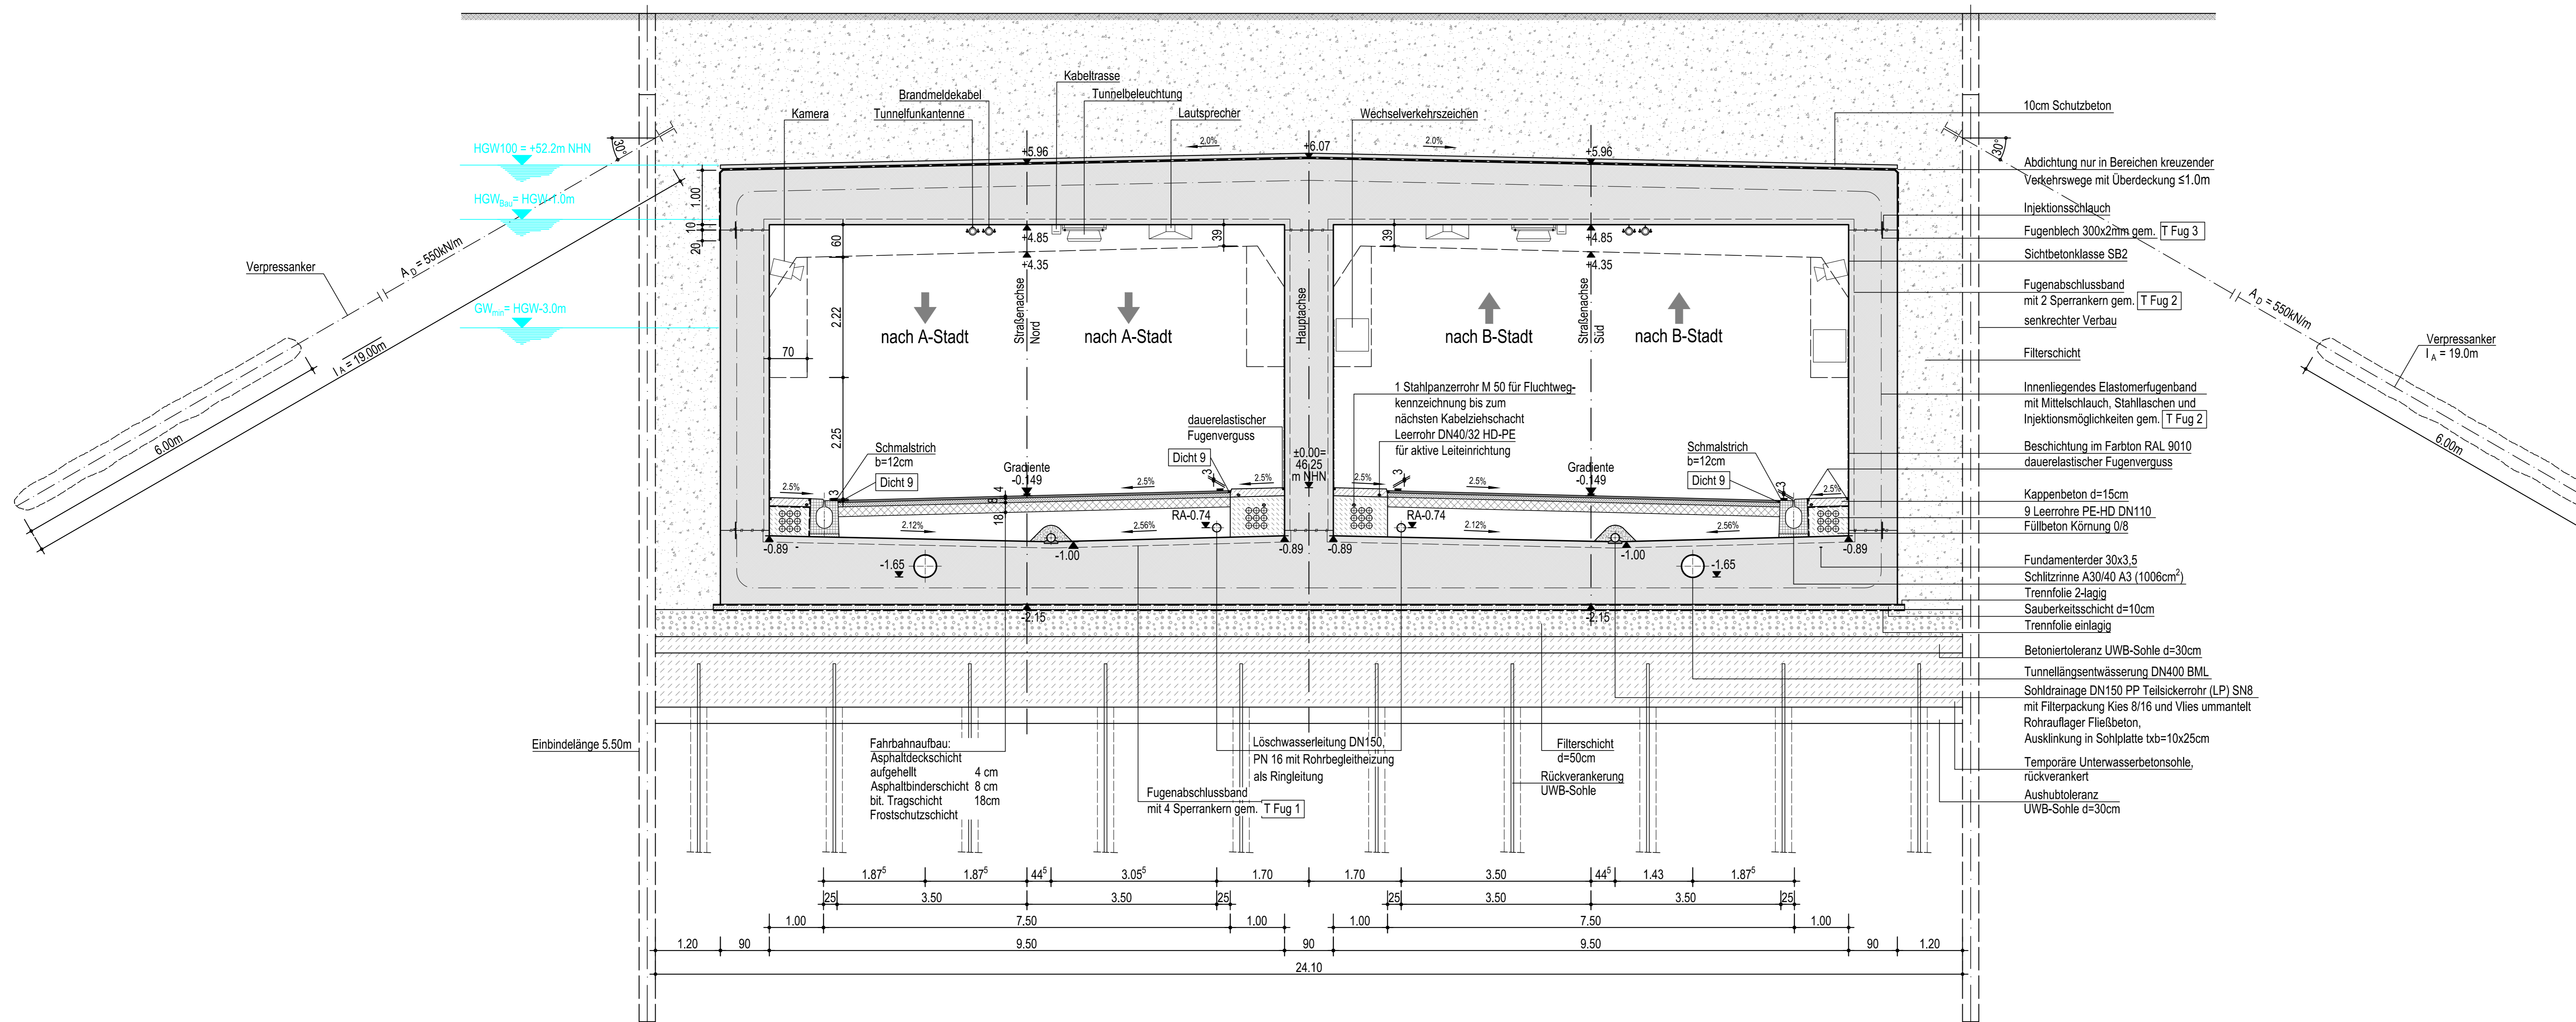 Kabeltrasse
Brandmeldekabel
Tunnelbeleuchtung
Kamera
Tunnelfunkantenne
Lautsprecher
Wechselverkehrszeichen
10cm Schutzbeton
HGW100 = +52.2m NHN
30°
+5.96
2.0%
+6.07
2.0%
+5.96
30°
Abdichtung nur in Bereichen kreuzender
Verkehrswege mit Überdeckung ≤1.0m
HGWBau= HGW-1.0m
1.00
10
20
60
39
39
+4.85
+4.35
+4.85
+4.35
Injektionsschlauch
Fugenblech 300x2mm gem. T Fug 3
Sichtbetonklasse SB2
Verpressanker
AD = 550kN/m
Fugenabschlussband
mit 2 Sperrankern gem. T Fug 2
AD = 550kN/m
GWmin= HGW-3.0m
senkrechter Verbau
nach A-Stadt
Straßenachse
Nord
nach A-Stadt
Hauptachse
nach B-Stadt
Straßenachse
Süd
nach B-Stadt
2.22
70
Filterschicht
Verpressanker
lA = 19.0m
lA = 19.00m
6.00m
1 Stahlpanzerrohr M 50 für Fluchtweg-
kennzeichnung bis zum
nächsten Kabelziehschacht
Leerrohr DN40/32 HD-PE
für aktive Leiteinrichtung
Innenliegendes Elastomerfugenband
mit Mittelschlauch, Stahllaschen und
Injektionsmöglichkeiten gem. T Fug 2
dauerelastischer
Fugenverguss
2.25
Schmalstrich
b=12cm
Dicht 9
Dicht 9
±0.00=
46.25
m NHN
Schmalstrich
b=12cm
Dicht 9
Beschichtung im Farbton RAL 9010
dauerelastischer Fugenverguss
6.00m
Gradiente
-0.149
Gradiente
-0.149
2.5%
3
4
8
18
2.5%
3
2.5%
2.5%
3
2.5%
2.5%
3
2.5%
Kappenbeton d=15cm
9 Leerrohre PE-HD DN110
Füllbeton Körnung 0/8
2.12%
2.56%
RA-0.74
RA-0.74
2.12%
2.56%
-0.89
-1.00
-0.89
-0.89
-1.00
-0.89
-1.65
-1.65
Fundamenterder 30x3,5
Schlitzrinne A30/40 A3 (1006cm²)
Trennfolie 2-lagig
Sauberkeitsschicht d=10cm
Trennfolie einlagig
-2.15
-2.15
Betoniertoleranz UWB-Sohle d=30cm
Tunnellängsentwässerung DN400 BML
Sohldrainage DN150 PP Teilsickerrohr (LP) SN8
mit Filterpackung Kies 8/16 und Vlies ummantelt
Rohrauflager Fließbeton,
Ausklinkung in Sohlplatte txb=10x25cm
Einbindelänge 5.50m
Fahrbahnaufbau:
Asphaltdeckschicht
aufgehellt 4 cm
Asphaltbinderschicht 8 cm
bit. Tragschicht 18cm
Frostschutzschicht
Löschwasserleitung DN150,
PN 16 mit Rohrbegleitheizung
als Ringleitung
Fugenabschlussband
mit 4 Sperrankern gem. T Fug 1
Filterschicht
d=50cm
Rückverankerung
UWB-Sohle
Temporäre Unterwasserbetonsohle,
rückverankert
Aushubtoleranz
UWB-Sohle d=30cm
1.87⁵ 1.87⁵ 44⁵ 3.05⁵ 1.70 1.70 3.50 44⁵ 1.43 1.87⁵
25 3.50 3.50 25 25 3.50 3.50 25
1.00 7.50 1.00 1.00 7.50 1.00
1.20 90 9.50 90 9.50 90 1.20
24.10